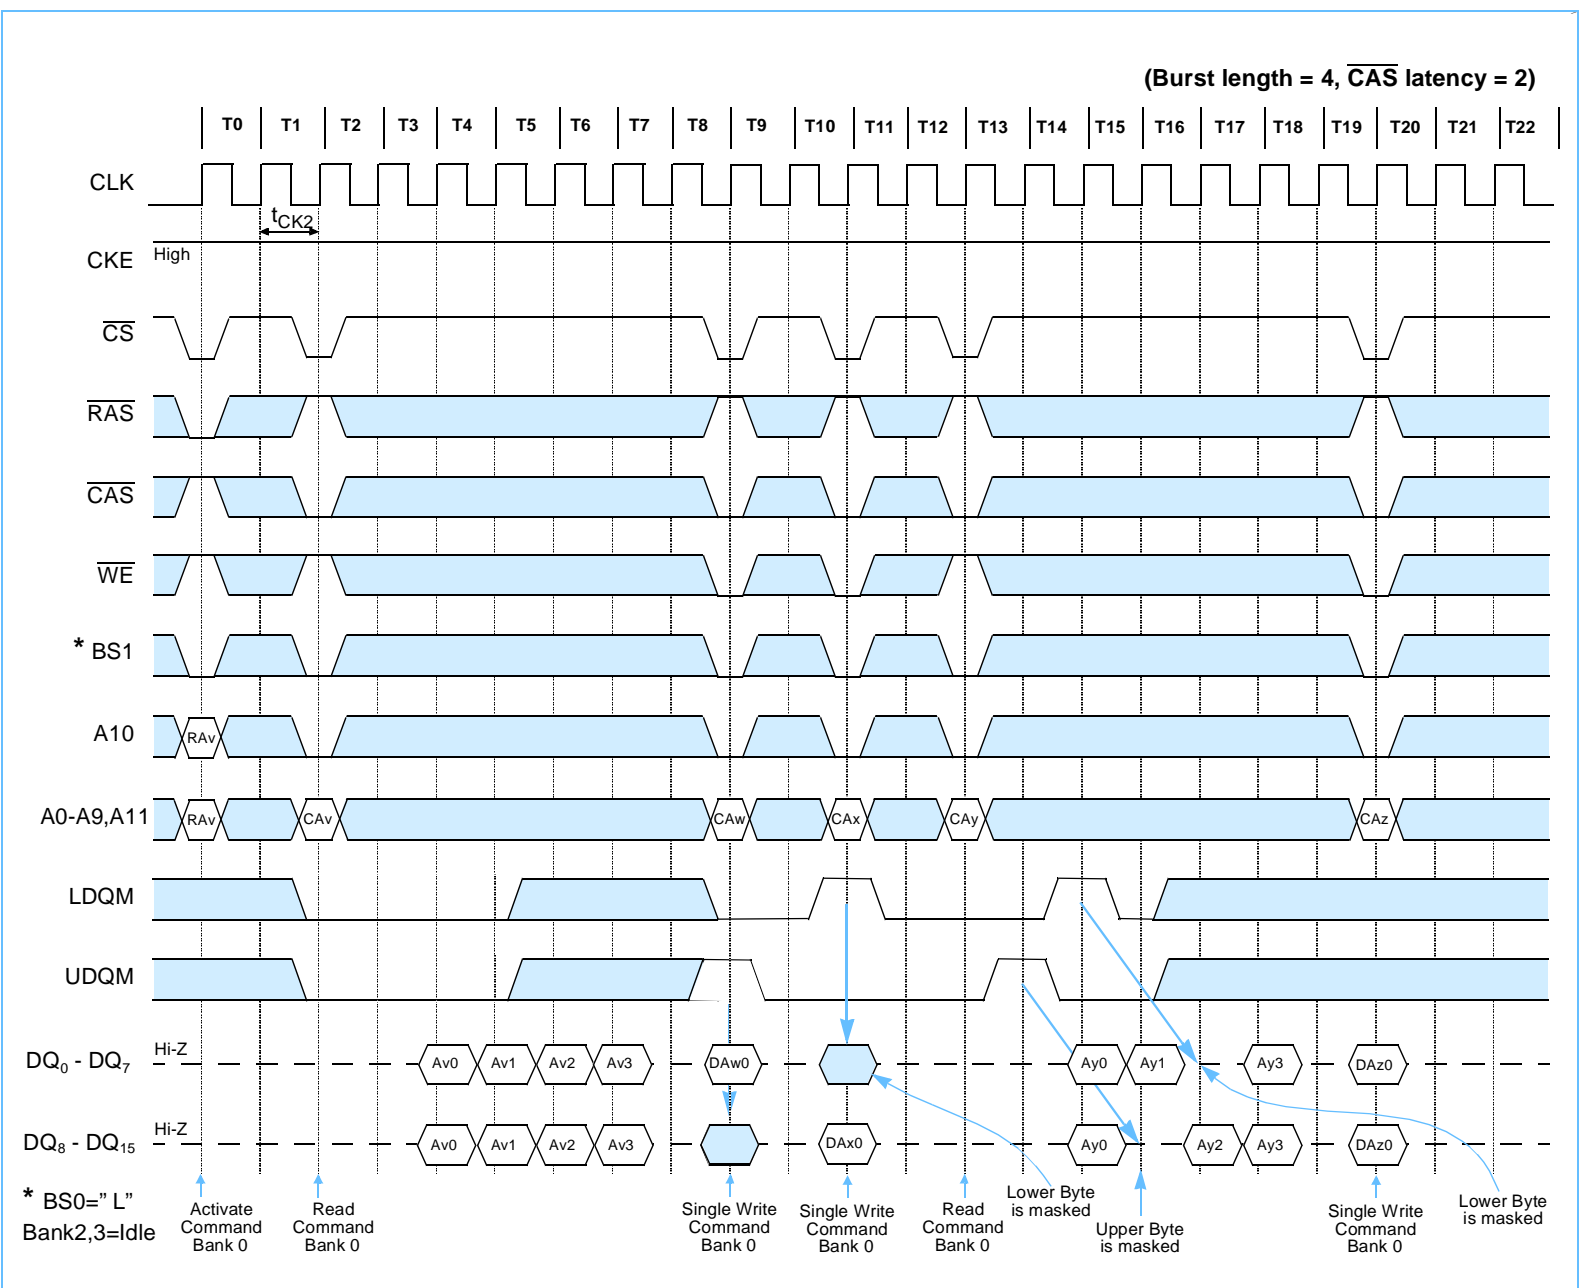 (Burst length = 4, CAS latency = 2)
T0 T1 T2 T3 T4 T5 T6 T7 T8 T9 T10 T11 T12 T13 T14 T15 T16 T17 T18 T19 T20 T21 T22
CLK
tCK2
CKE High
CS
RAS
CAS
WE
* BS1
A10 RAv
A0-A9,A11 RAv CAv CAw CAx CAy CAz
LDQM
UDQM
DQ0 - DQ7 Hi-Z Av0 Av1 Av2 Av3 DAw0 Ay0 Ay1 Ay3 DAz0
DQ8 - DQ15 Hi-Z Av0 Av1 Av2 Av3 DAx0 Ay0 Ay2 Ay3 DAz0
* BS0=" L"
Bank2,3=Idle
Activate
Command
Bank 0
Read
Command
Bank 0
Single Write
Command
Bank 0
Single Write
Command
Bank 0
Read
Command
Bank 0
Lower Byte
is masked
Upper Byte
is masked
Single Write
Command
Bank 0
Lower Byte
is masked